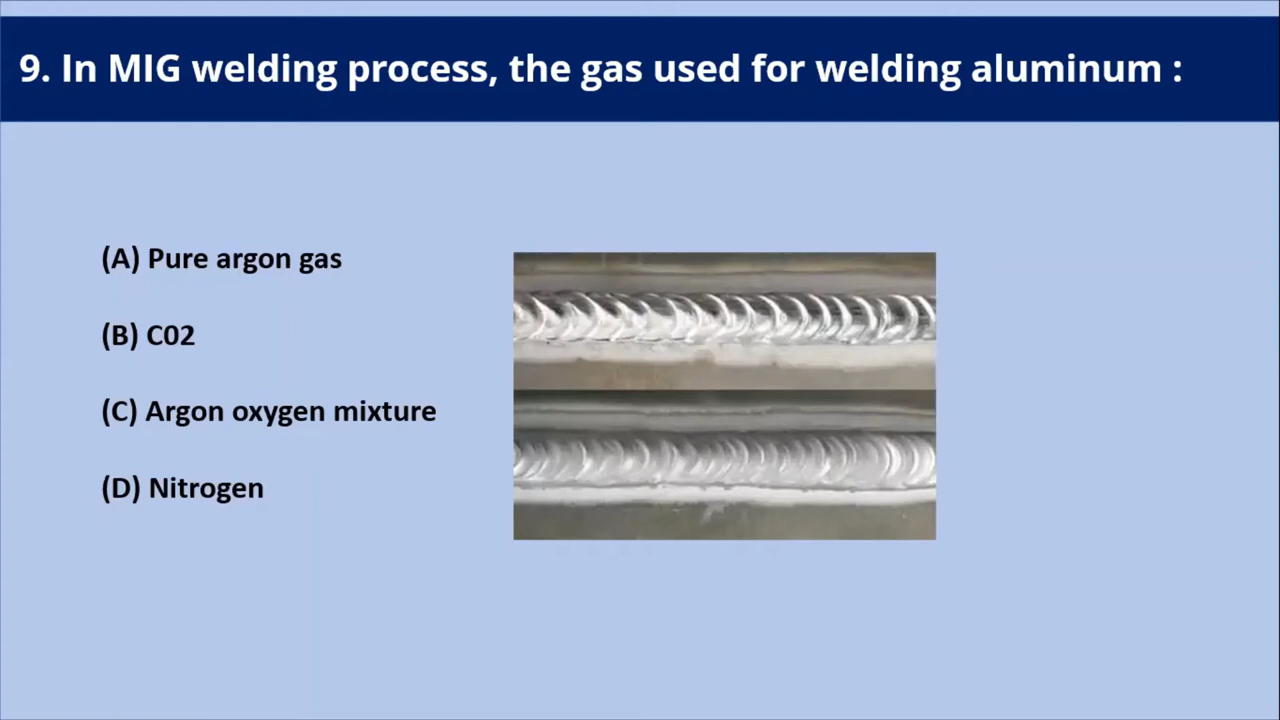 9. In MIG welding process, the gas used for welding aluminum :
(A) Pure argon gas
(B) C02
(C) Argon oxygen mixture
(D) Nitrogen